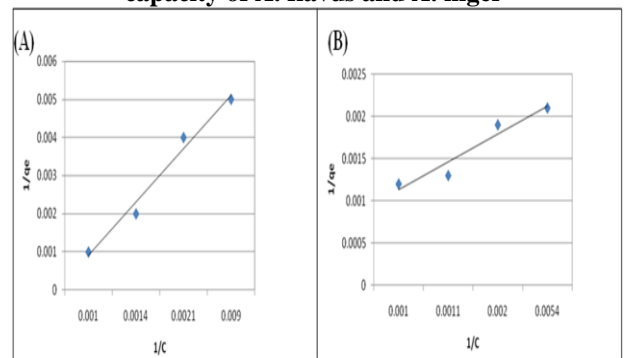 capacity of A. flavus and A. niger
(A)
0.006
0.005
0.004
0.003
0.002
0.001
0
1/qe
0.001 0.0014 0.0021 0.009
1/C
(B)
0.0025
0.002
0.0015
0.001
0.0005
0
1/qe
0.001 0.0011 0.002 0.0054
1/C